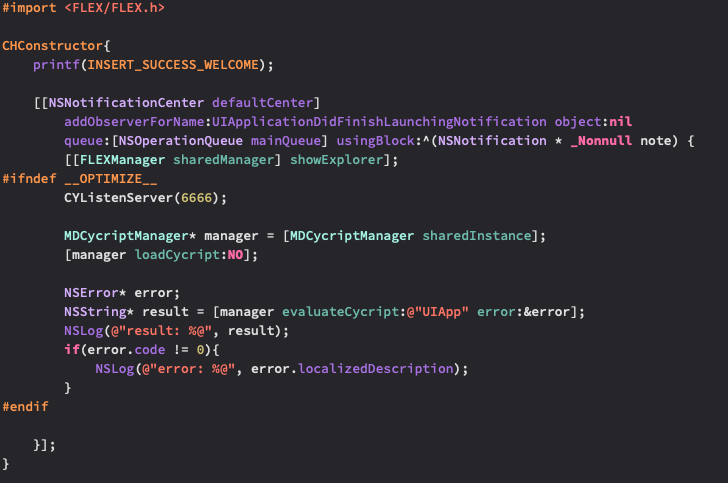 #import <FLEX/FLEX.h>
CHConstructor{
printf(INSERT_SUCCESS_WELCOME);
[[NSNotificationCenter defaultCenter]
addObserverForName:UIApplicationDidFinishLaunchingNotification object:nil
queue:[NSOperationQueue mainQueue] usingBlock:^(NSNotification * _Nonnull note) {
[[FLEXManager sharedManager] showExplorer];
#ifndef __OPTIMIZE__
CYListenServer(6666);
MDCycriptManager* manager = [MDCycriptManager sharedInstance];
[manager loadCycript:NO];
NSError* error;
NSString* result = [manager evaluateCycript:@"UIApp" error:&error];
NSLog(@"result: %@", result);
if(error.code != 0){
NSLog(@"error: %@", error.localizedDescription);
}
#endif
}];
}